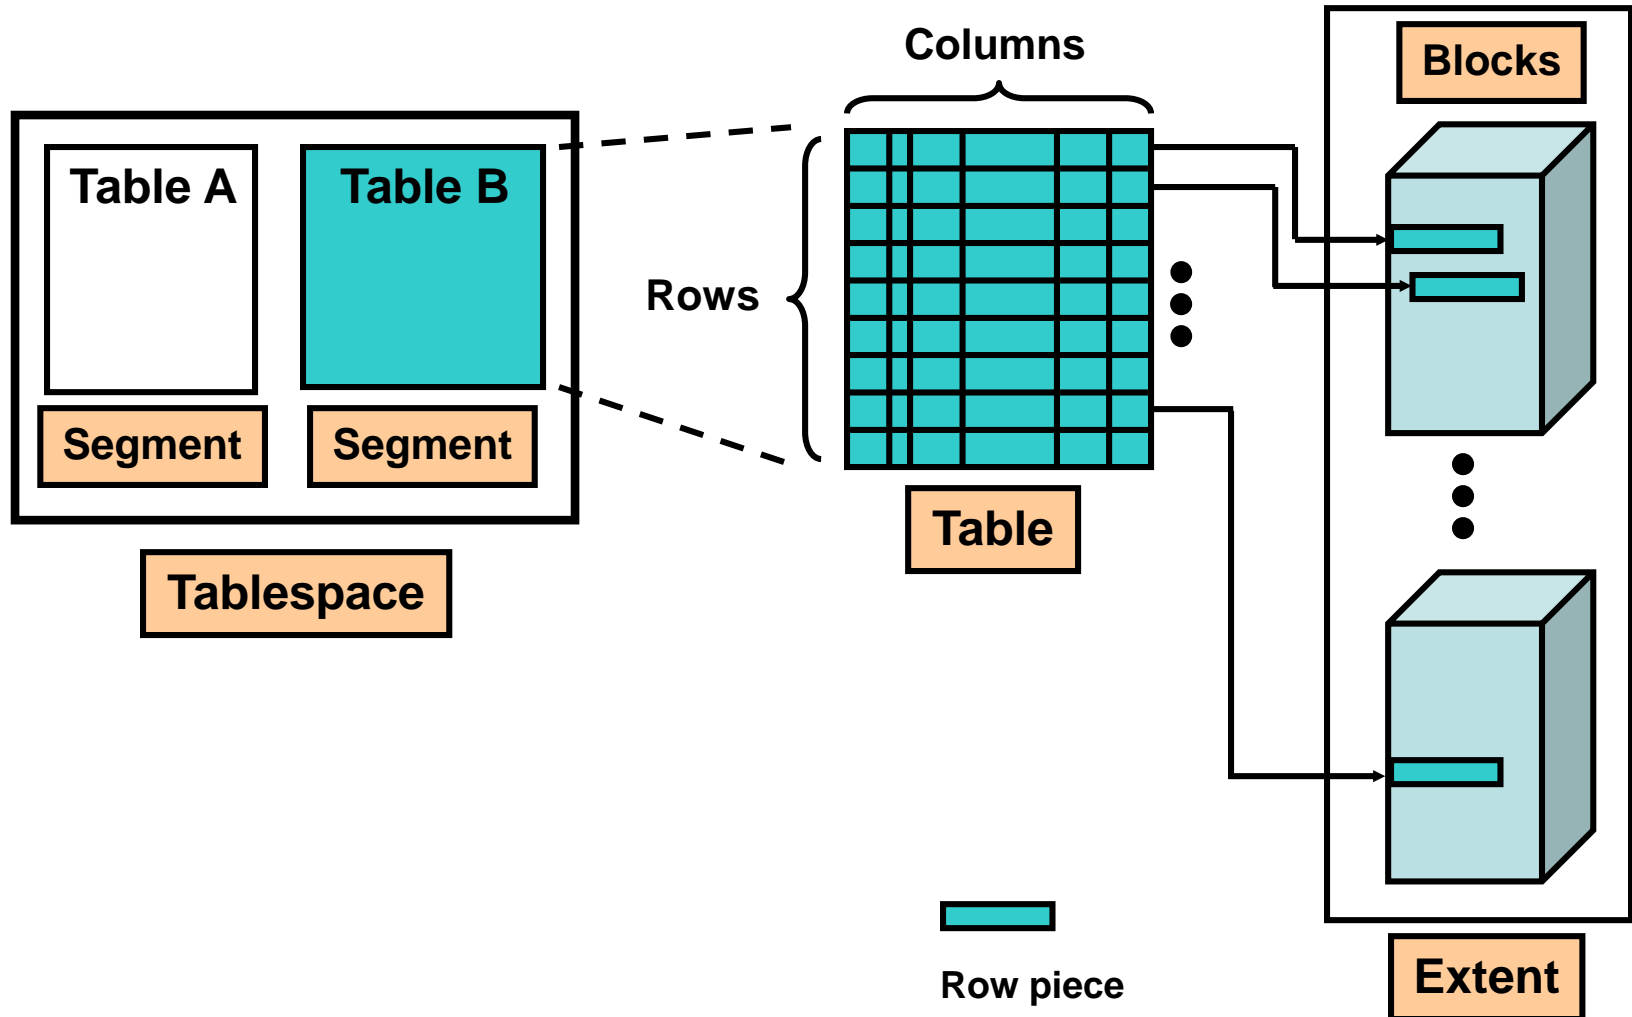 Columns
Blocks
Table A
Table B
Rows
Segment
Segment
Table
Tablespace
Row piece
Extent